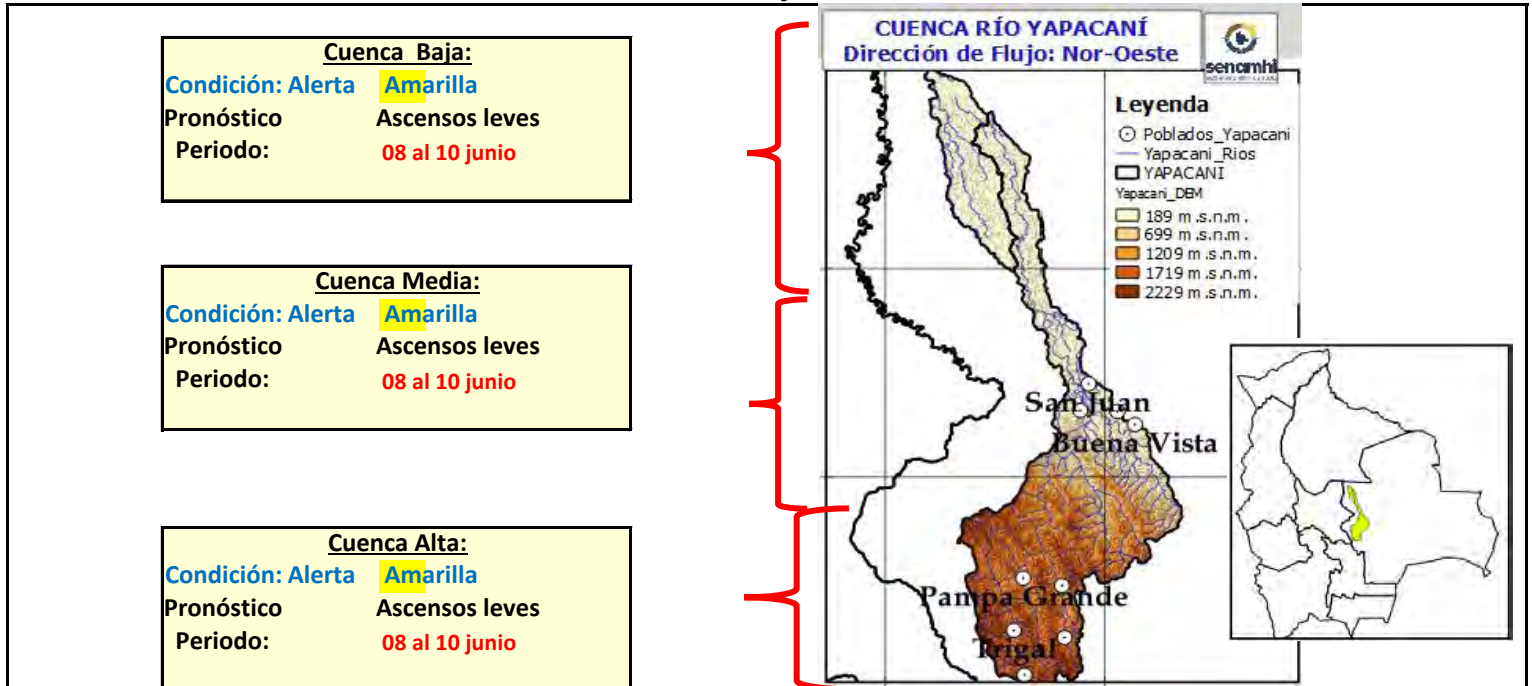 Cuenca Baja:
Condición: Alerta Amarilla
Pronóstico Ascensos leves
Periodo: 08 al 10 junio
Cuenca Media:
Condición: Alerta Amarilla
Pronóstico Ascensos leves
Periodo: 08 al 10 junio
Cuenca Alta:
Condición: Alerta Amarilla
Pronóstico Ascensos leves
Periodo: 08 al 10 junio
CUENCA RÍO YAPACANÍ
Dirección de Flujo: Nor-Oeste
senamhi
Leyenda
Poblados_Yapacani
Yapacani_Rios
YAPACANI
Yapacani_DEM
189 m.s.n.m.
699 m.s.n.m.
1209 m.s.n.m.
1719 m.s.n.m.
2229 m.s.n.m.
San Juan
Buena Vista
Pampa Grande
Trigal